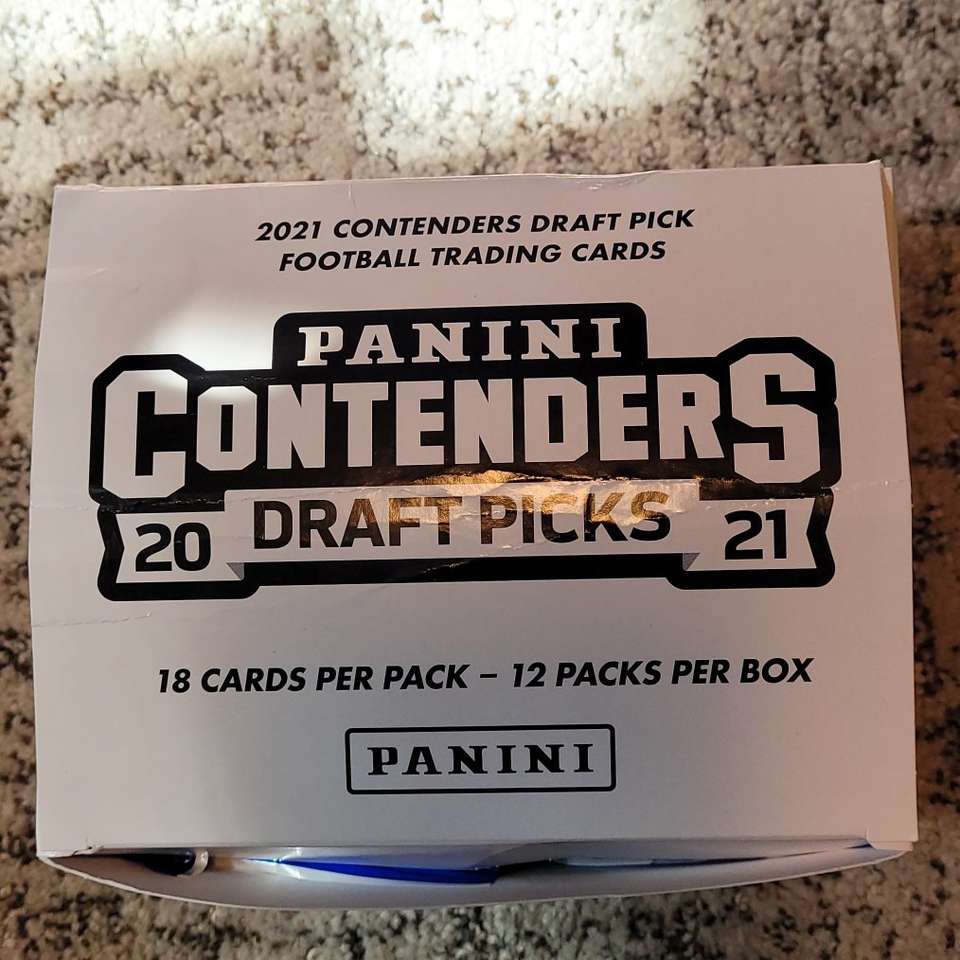 2021 CONTENDERS DRAFT PICK
FOOTBALL TRADING CARDS
PANINI
CONTENDERS
20 DRAFT PICKS 21
18 CARDS PER PACK – 12 PACKS PER BOX
PANINI